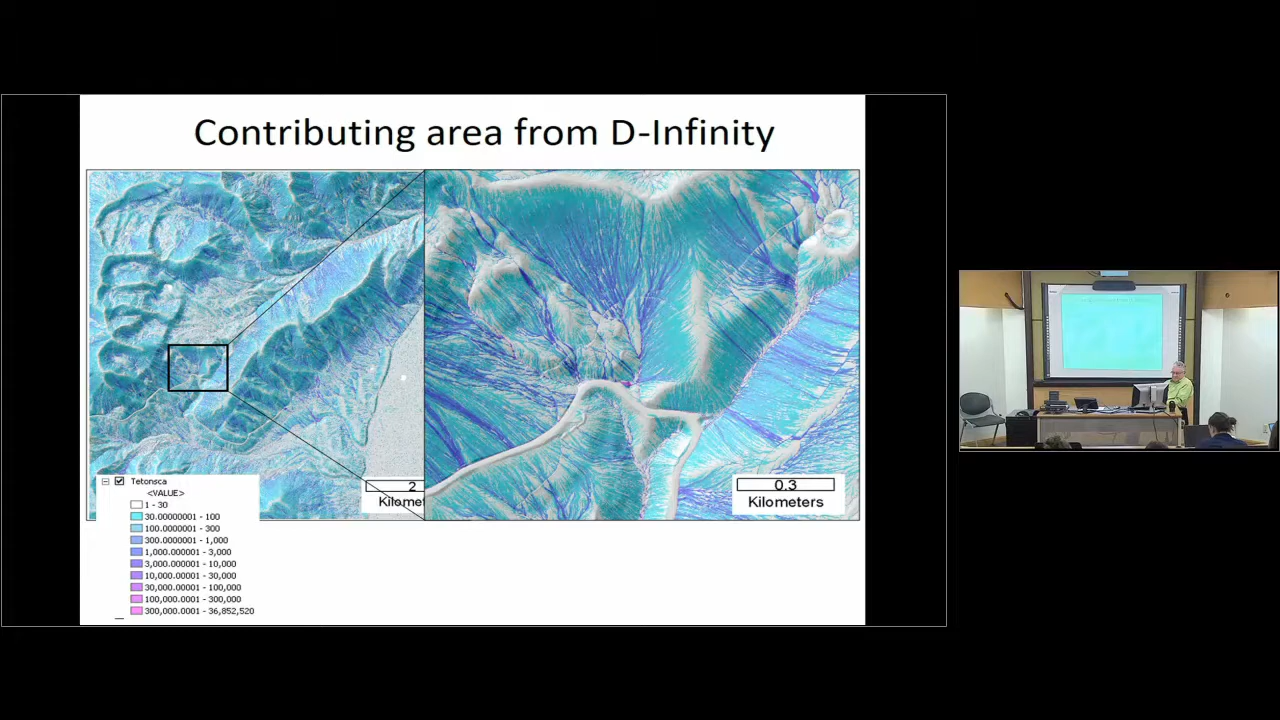 Contributing area from D-Infinity
2
Kilome
0.3
Kilometers
Tetonsca
<VALUE>
1 - 30
30.00000001 - 100
100.0000001 - 300
300.0000001 - 1,000
1,000.000001 - 3,000
3,000.000001 - 10,000
10,000.00001 - 30,000
30,000.00001 - 100,000
100,000.0001 - 300,000
300,000.0001 - 36,852,520